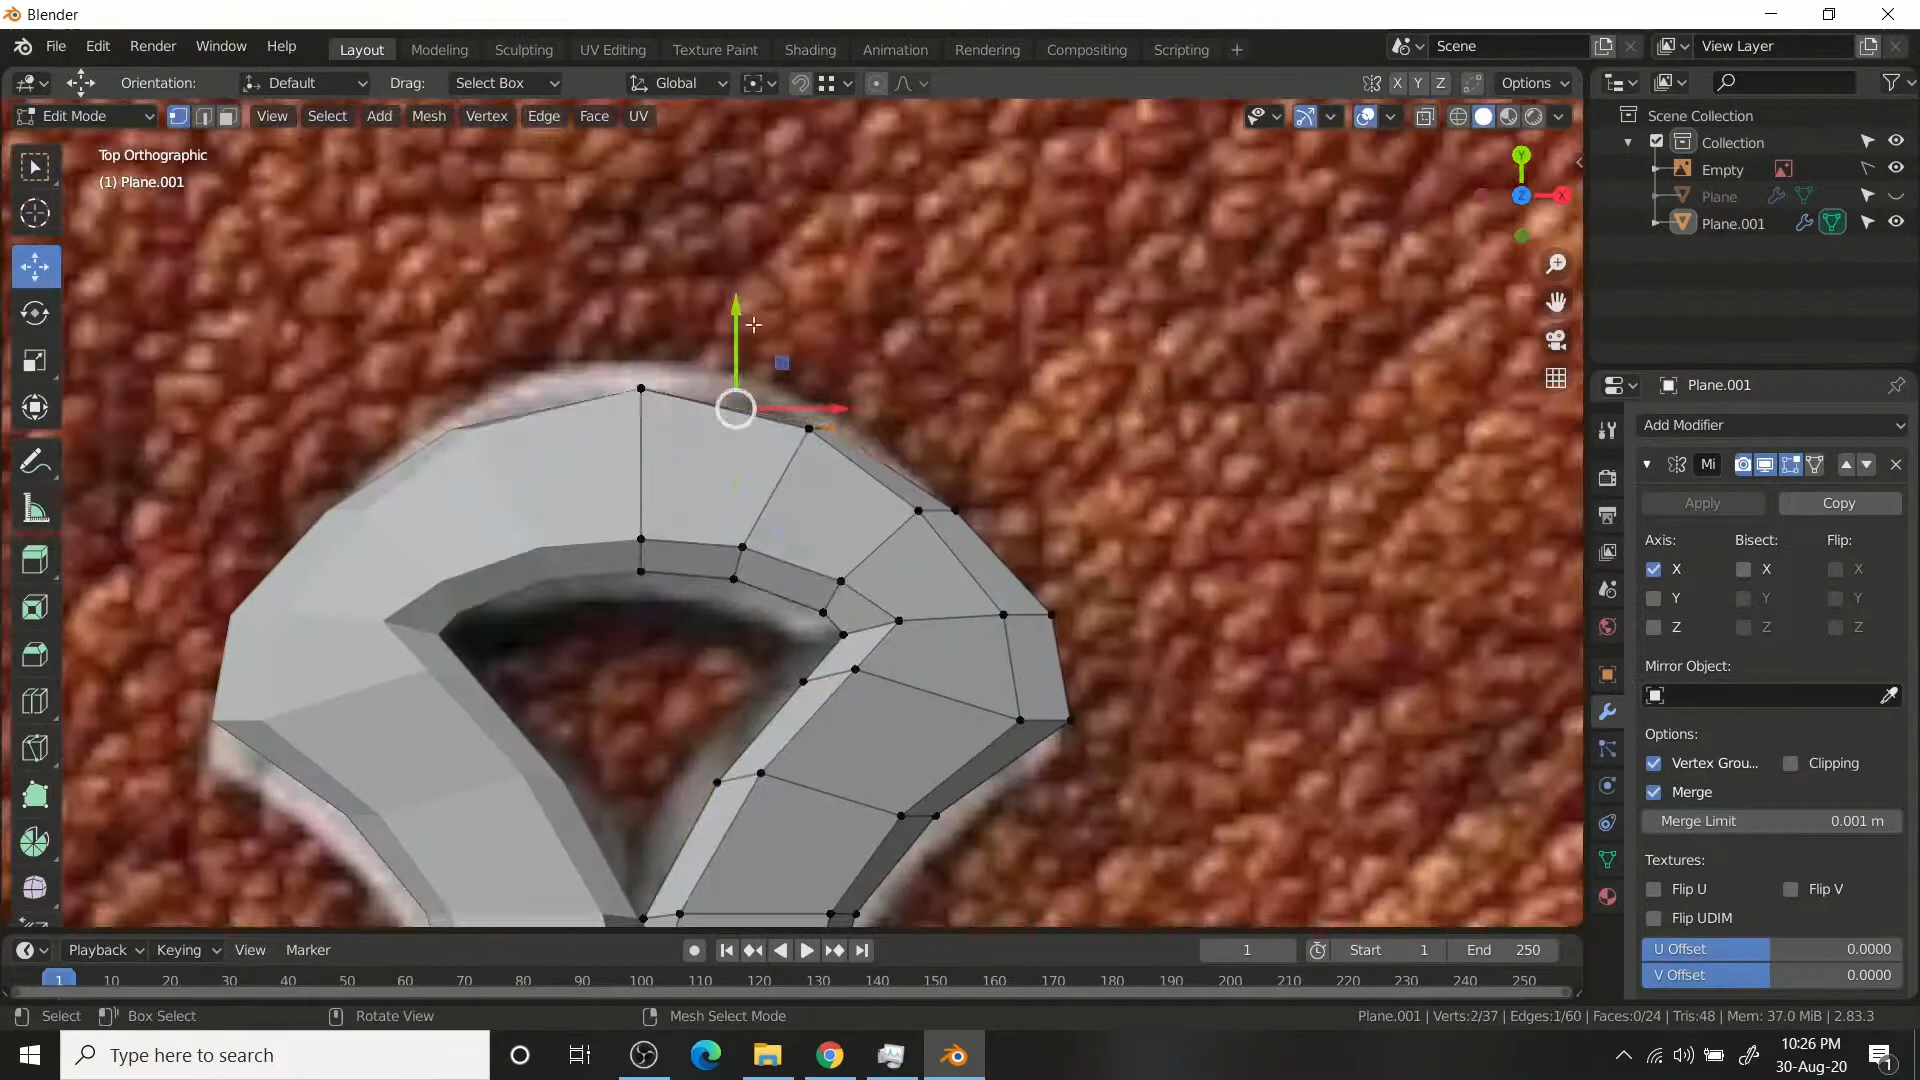 Blender
File Edit Render Window Help Layout Modeling Sculpting UV Editing Texture Paint Shading Animation Rendering Compositing Scripting + Scene View Layer
Orientation: Default Drag: Select Box Global X Y Z Options
Edit Mode View Select Add Mesh Vertex Edge Face UV
Top Orthographic
(1) Plane.001
Y
Z
X
Scene Collection
Collection
Empty
Plane
Plane.001
Plane.001
Add Modifier
Mi
Apply Copy
Axis: Bisect: Flip:
X X X
Y Y Y
Z Z Z
Mirror Object:
Options:
Vertex Grou... Clipping
Merge
Merge Limit 0.001 m
Textures:
Flip U Flip V
Flip UDIM
U Offset 0.0000
V Offset 0.0000
Playback Keying View Marker 1 Start 1 End 250
1 10 20 30 40 50 60 70 80 90 100 110 120 130 140 150 160 170 180 190 200 210 220 230 240 250
Select Box Select Rotate View Mesh Select Mode Plane.001 | Verts:2/37 | Edges:1/60 | Faces:0/24 | Tris:48 | Mem: 37.0 MiB | 2.83.3
Type here to search
10:26 PM
30-Aug-20
1